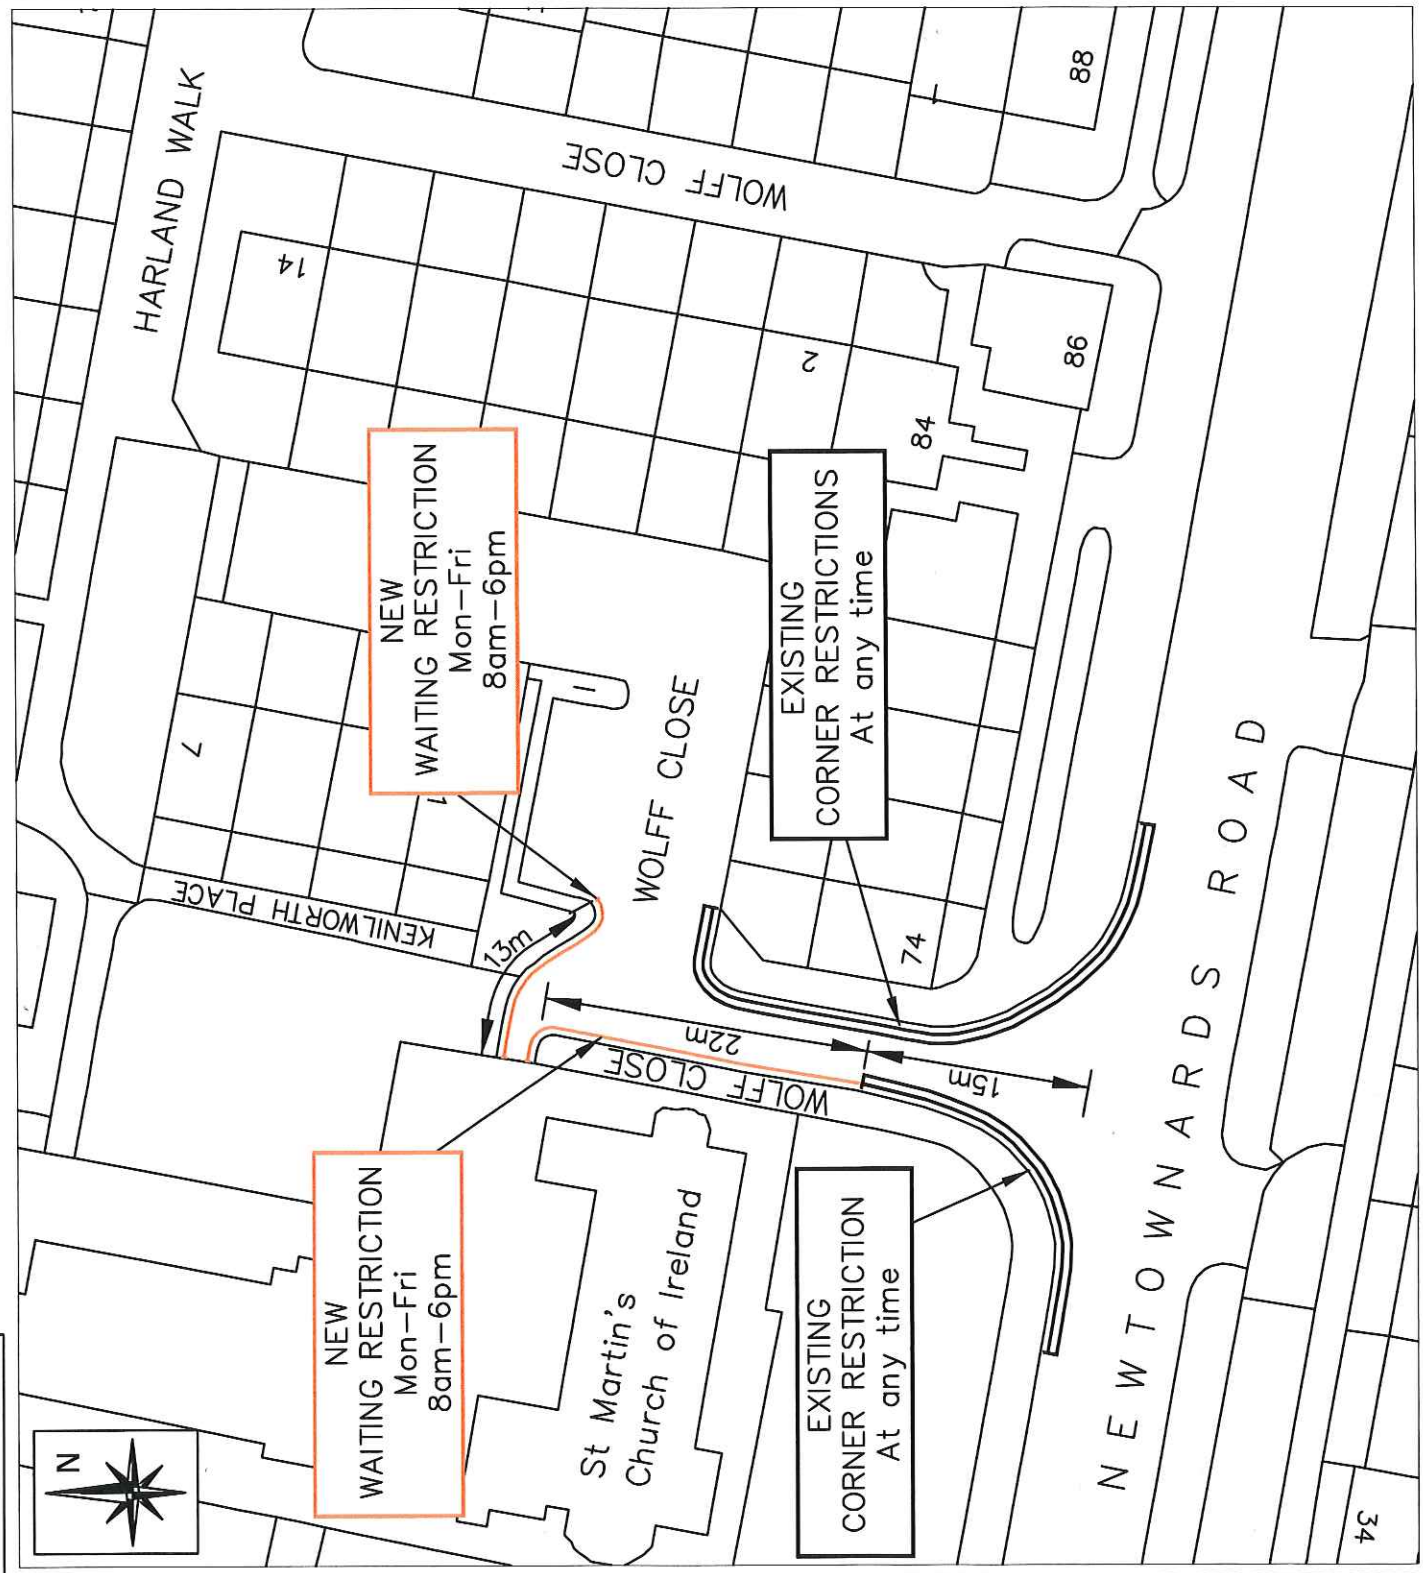 N
HARLAND WALK
WOLFF CLOSE
88
1
14
2
86
84
NEW
WAITING RESTRICTION
Mon-Fri
8am-6pm
EXISTING
CORNER RESTRICTIONS
At any time
7
1
KENILWORTH PLACE
WOLFF CLOSE
13m
74
22m
15m
WOLFF CLOSE
NEWTOWNARDS ROAD
NEW
WAITING RESTRICTION
Mon-Fri
8am-6pm
St Martin's
Church of Ireland
EXISTING
CORNER RESTRICTION
At any time
34